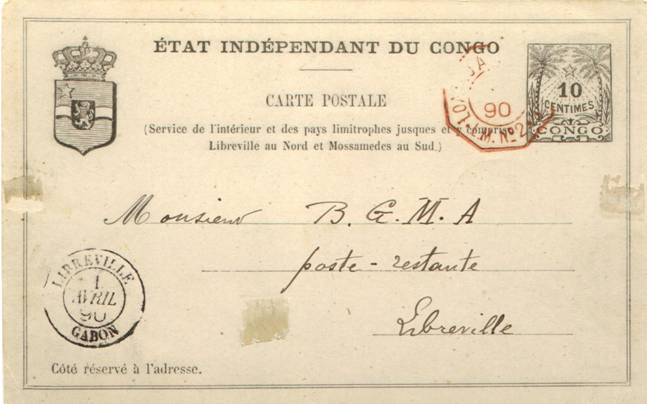 ÉTAT INDÉPENDANT DU CONGO
CARTE POSTALE
(Service de l'intérieur et des pays limitrophes jusques et y compris
Libreville au Nord et Mossamedes au Sud.)
10
CENTIMES
CONGO
90
LOY.J.M. Nº2
Monsieur B. G. M. A
poste-restante
Libreville
LIBREVILLE
1
AVRIL
90
GABON
Côté réservé à l'adresse.